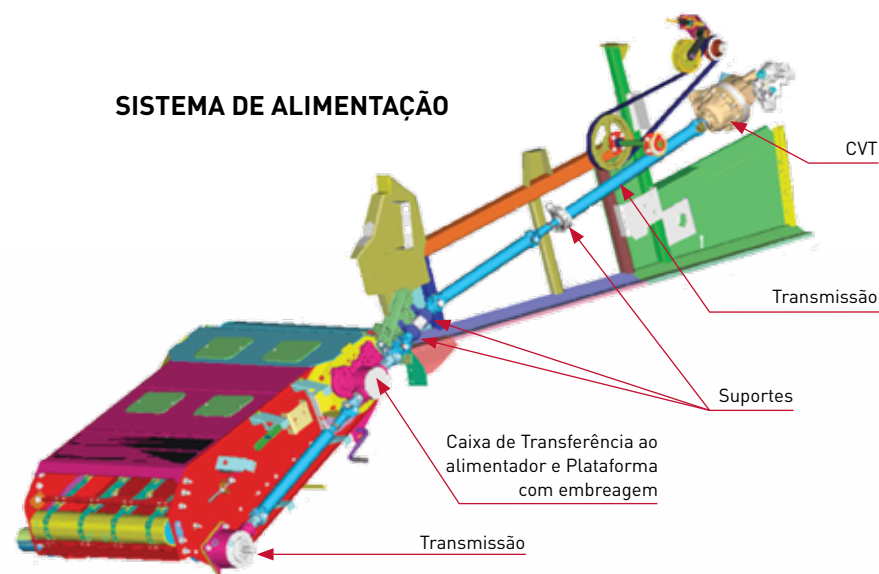 SISTEMA DE ALIMENTAÇÃO
CVT
Transmissão
Suportes
Caixa de Transferência ao
alimentador e Plataforma
com embreagem
Transmissão